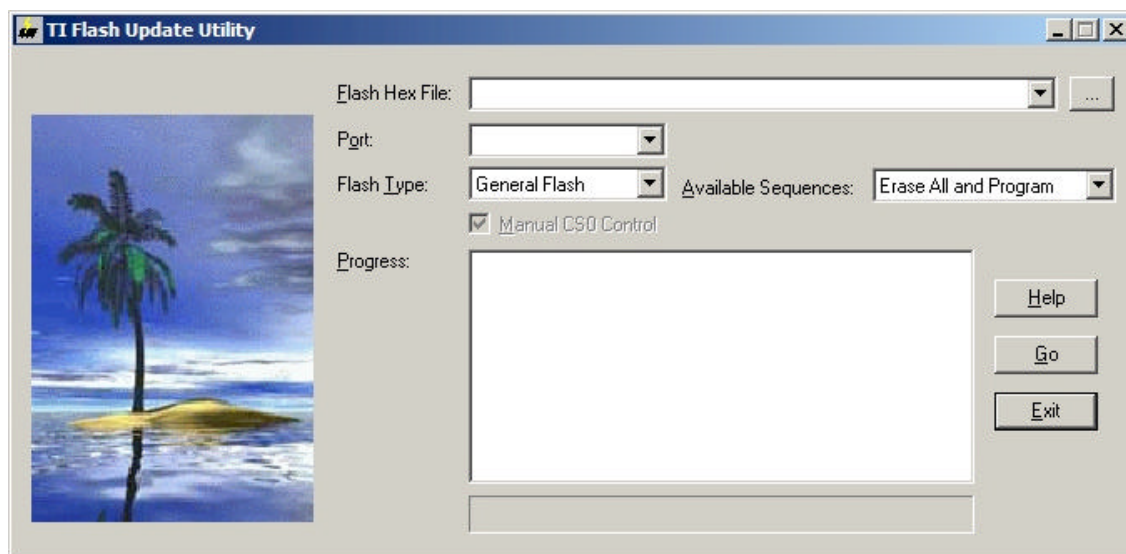 TI Flash Update Utility
Flash Hex File:
...
Port:
Flash Type:
General Flash
Available Sequences:
Erase All and Program
Manual CS0 Control
Progress:
Help
Go
Exit